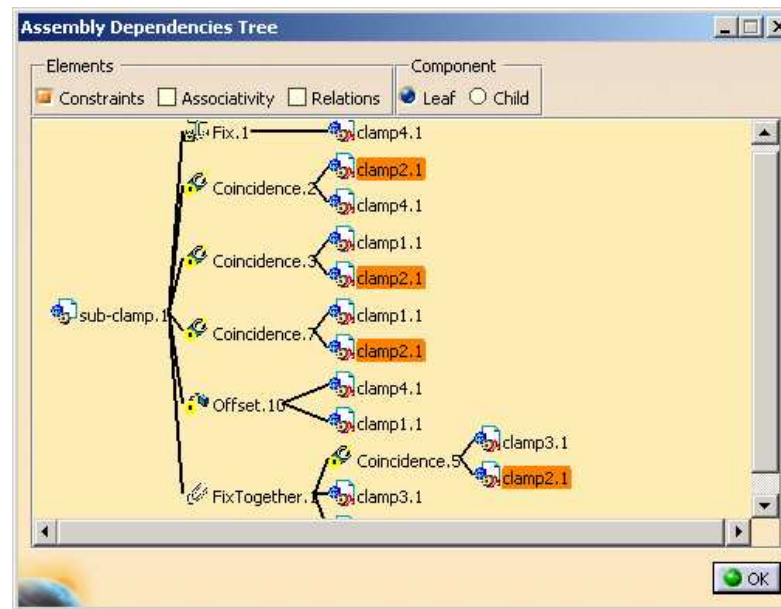 Assembly Dependencies Tree
Elements
Component
Constraints Associativity Relations
Leaf Child
Fix.1
clamp4.1
Coincidence.2
clamp2.1
clamp4.1
Coincidence.3
clamp1.1
clamp2.1
sub-clamp.1
Coincidence.7
clamp1.1
clamp2.1
Offset.10
clamp4.1
clamp1.1
FixTogether.1
Coincidence.5
clamp3.1
clamp2.1
clamp3.1
OK